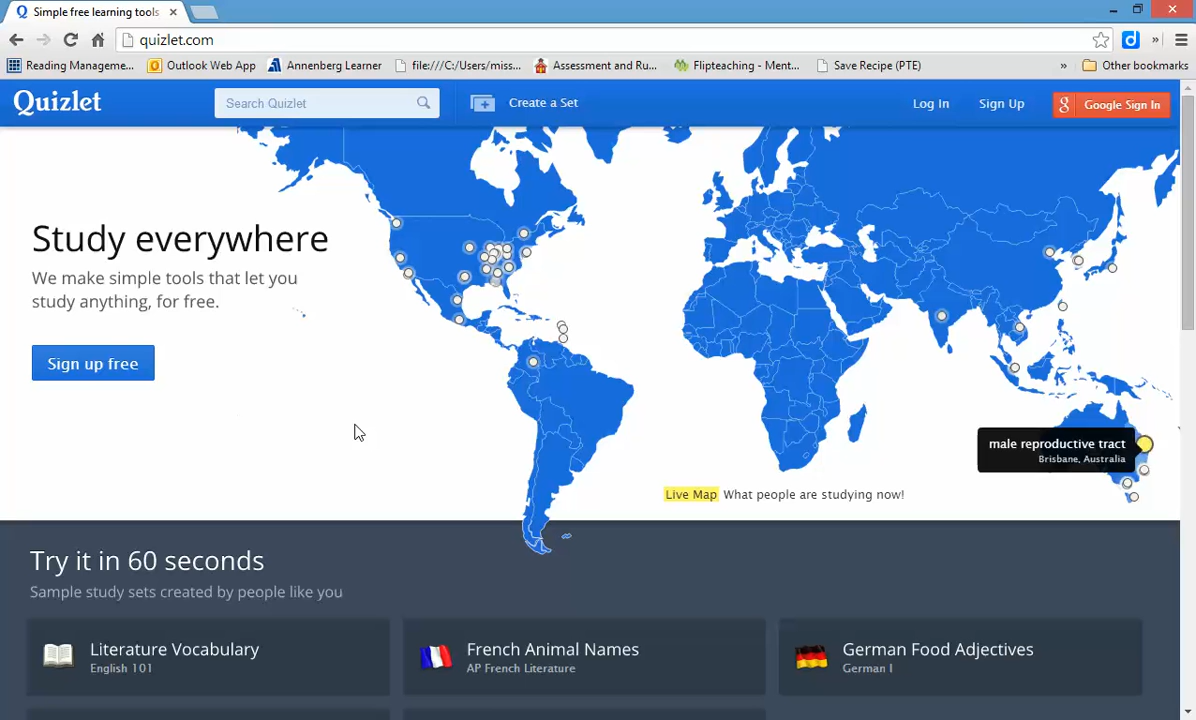 Simple free learning tools
quizlet.com
Reading Manageme...
Outlook Web App
Annenberg Learner
file:///C:/Users/miss...
Assessment and Ru...
Flipteaching - Ment...
Save Recipe (PTE)
»
Other bookmarks
Quizlet
Search Quizlet
Create a Set
Log In
Sign Up
Google Sign In
Study everywhere
We make simple tools that let you
study anything, for free.
Sign up free
male reproductive tract
Brisbane, Australia
Live Map What people are studying now!
Try it in 60 seconds
Sample study sets created by people like you
Literature Vocabulary
English 101
French Animal Names
AP French Literature
German Food Adjectives
German I